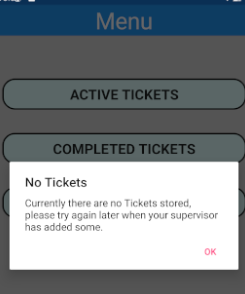 Menu
ACTIVE TICKETS
COMPLETED TICKETS
No Tickets
Currently there are no Tickets stored,
please try again later when your supervisor
has added some.
OK